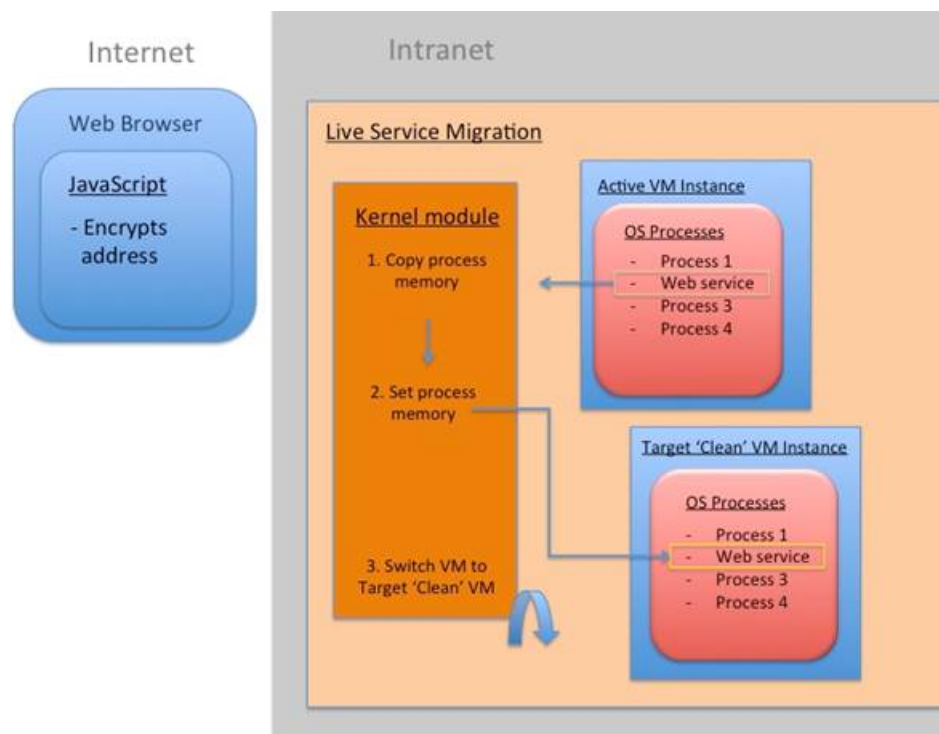 Internet
Intranet
Web Browser
JavaScript
- Encrypts
address
Live Service Migration
Kernel module
1. Copy process
memory
2. Set process
memory
3. Switch VM to
Target ‘Clean’ VM
Active VM Instance
OS Processes
- Process 1
- Web service
- Process 3
- Process 4
Target ‘Clean’ VM Instance
OS Processes
- Process 1
- Web service
- Process 3
- Process 4